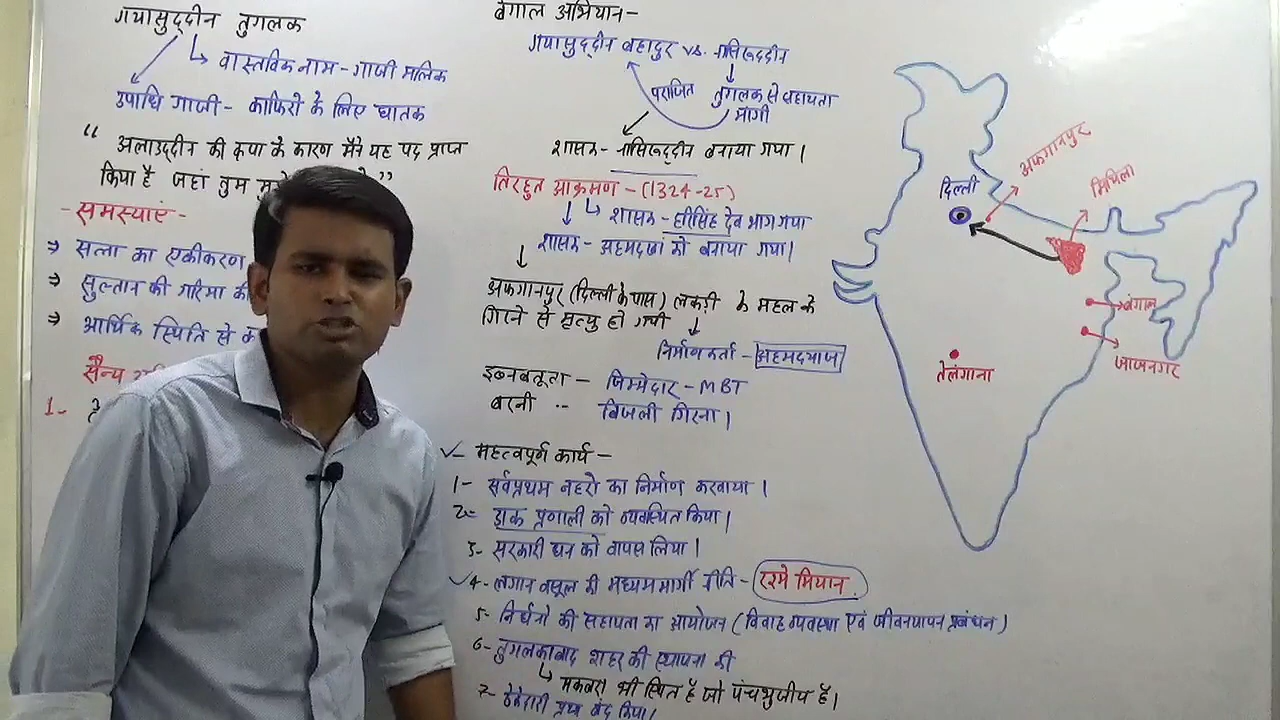 गयासुद्दीन तुगलक
वास्तविक नाम - गाजी मलिक
उपाधि गाजी - काफिरो के लिए घातक
“ अलाउद्दीन की कृपा के कारण मैंने यह पद प्राप्त
किया है जहां तुम ”
- समस्याएं -
⇒ सत्ता का एकीकरण
⇒ सुल्तान की गरिमा की
⇒ आर्थिक स्थिति से
सैन्य
1-
बंगाल अभियान-
गयासुद्दीन बहादुर vs. नासिरूद्दीन
पराजित तुगलक से सहायता
मांगी
शासक - नासिरूद्दीन बनाया गया।
तिरहुत आक्रमण - (1324-25)
शासक - हरिसिंह देव भाग गया
शासक - अहमदखां को बनाया गया।
अफगानपुर (दिल्ली के पास) लकड़ी के महल के
गिरने से मृत्यु हो गयी
निर्माणकर्ता - अहमदयाज
इब्नबतूता - जिम्मेदार - MBT
बरनी .. बिजली गिरना।
महत्वपूर्ण कार्य -
1- सर्वप्रथम नहरो का निर्माण करवाया।
2- डाक प्रणाली को व्यवस्थित किया।
3- सरकारी धन को वापस लिया।
4- लगान वसूल की मध्यममार्गी नीति - रस्मे मियान.
5- निर्धनो की सहायता का आयोजन (विवाह व्यवस्था एवं जीवनयापन प्रबंधन)
6- तुगलकाबाद शहर की स्थापना की
मकबरा भी स्थित है जो पंचभुजीय है।
7- ठेकेदारी प्रथा बंद किया।
दिल्ली
अफगानपुर
मिथिला
बंगाल
जाजनगर
तेलंगाना